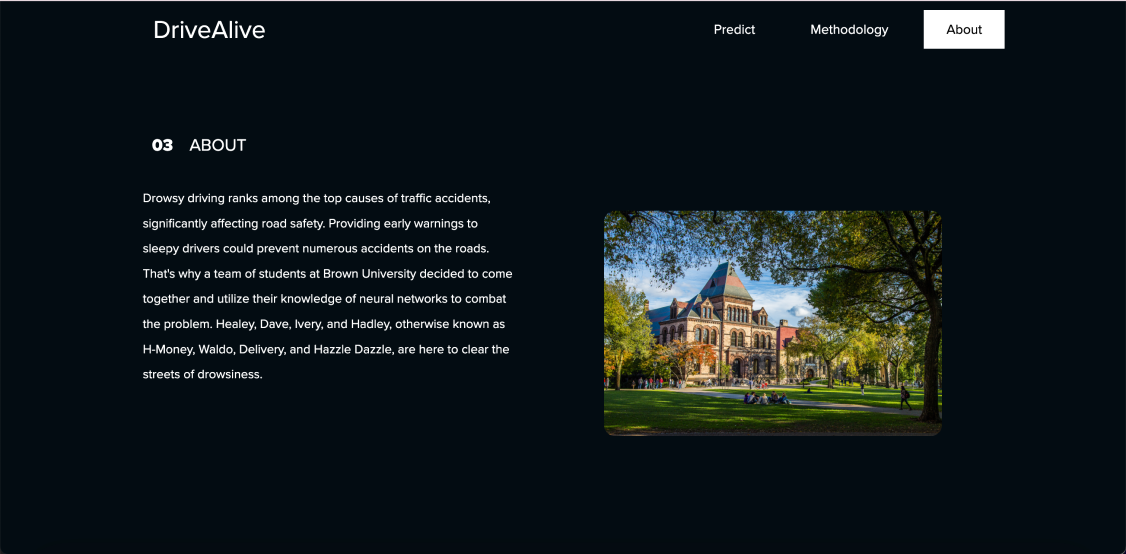 DriveAlive
Predict
Methodology
About
03 ABOUT
Drowsy driving ranks among the top causes of traffic accidents,
significantly affecting road safety. Providing early warnings to
sleepy drivers could prevent numerous accidents on the roads.
That's why a team of students at Brown University decided to come
together and utilize their knowledge of neural networks to combat
the problem. Healey, Dave, Ivery, and Hadley, otherwise known as
H-Money, Waldo, Delivery, and Hazzle Dazzle, are here to clear the
streets of drowsiness.